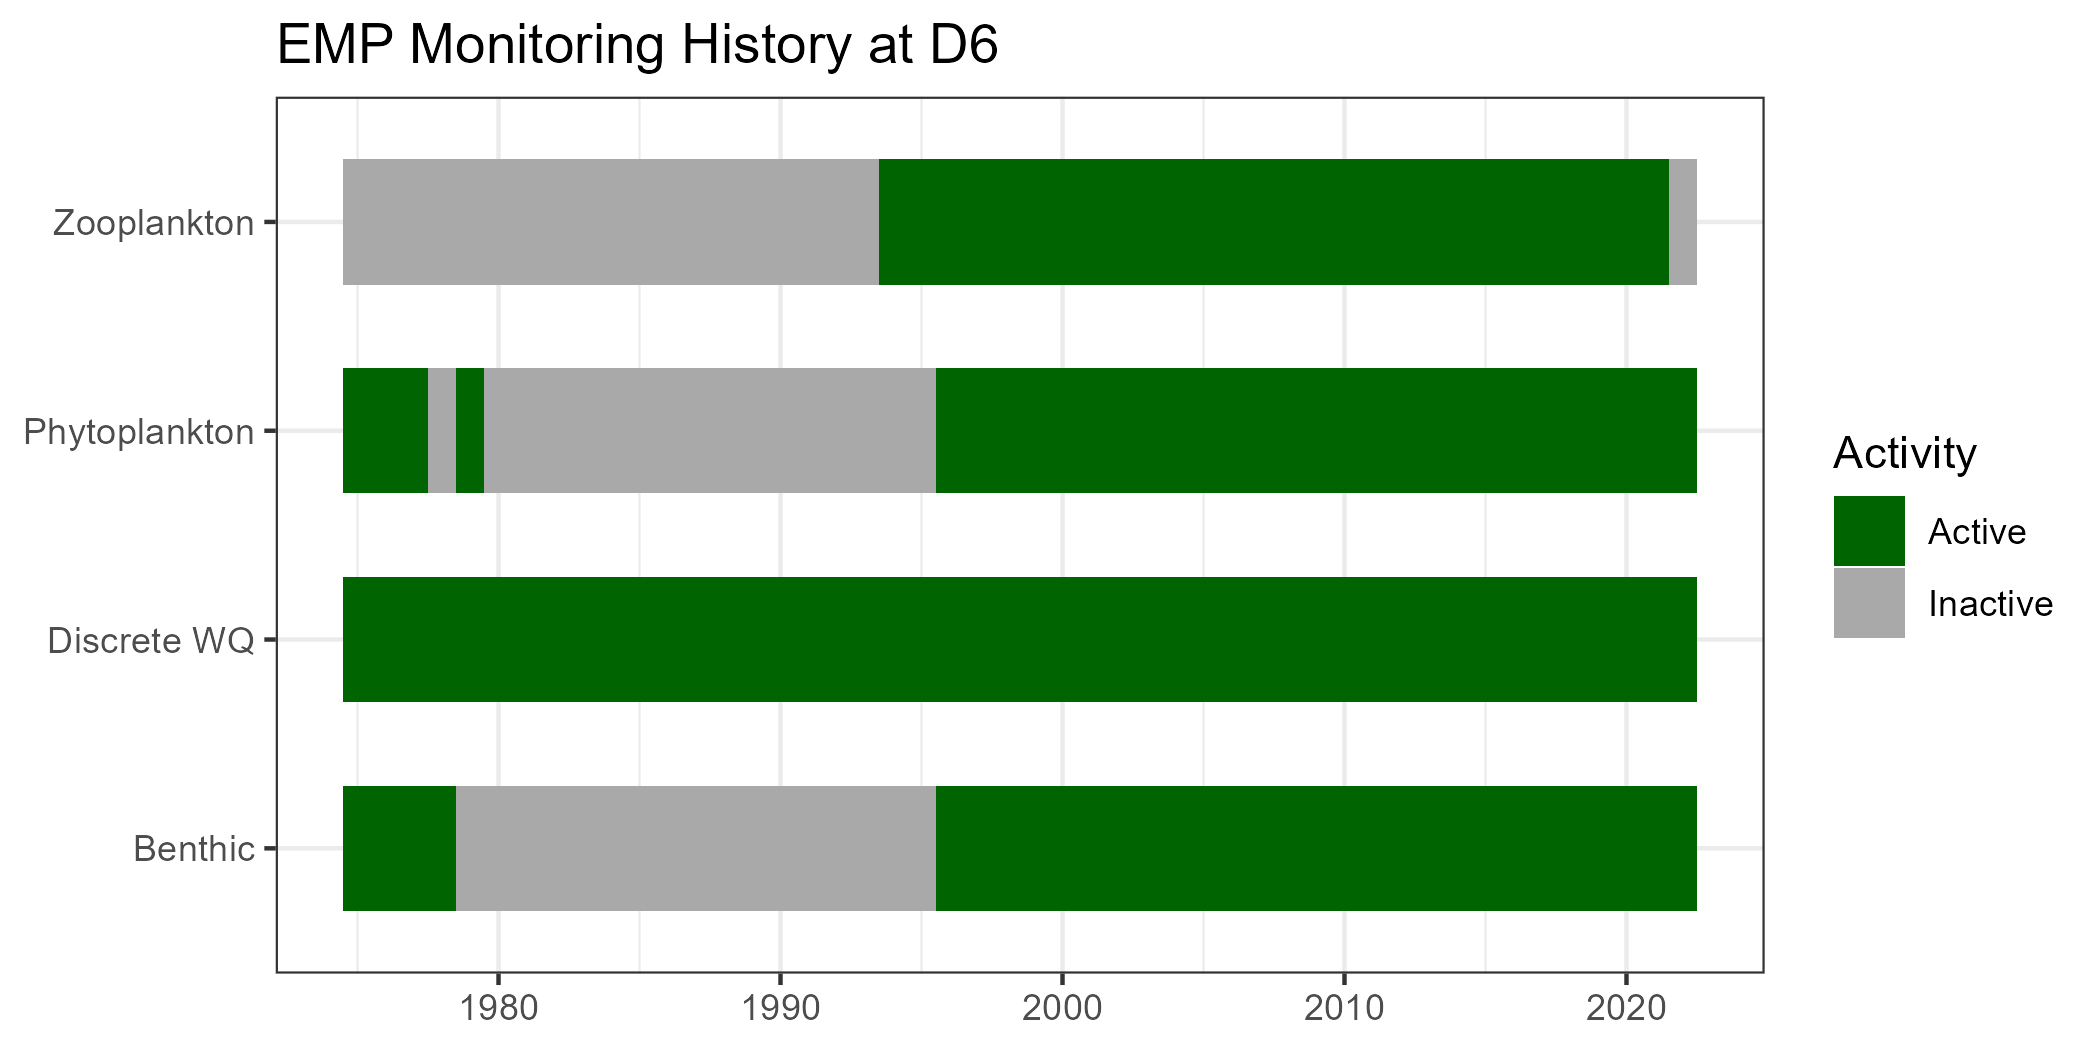 EMP Monitoring History at D6
Zooplankton
Phytoplankton
Discrete WQ
Benthic
1980 1990 2000 2010 2020
Activity
Active
Inactive